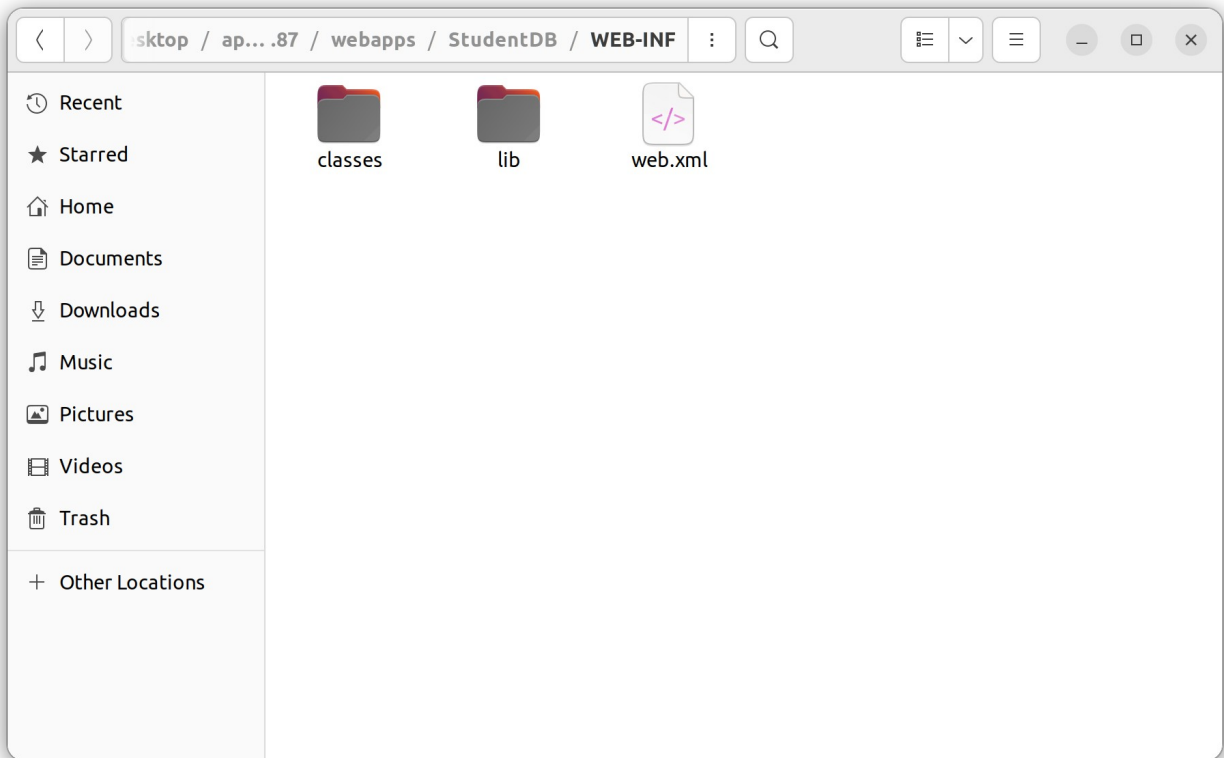 sktop / ap... .87 / webapps / StudentDB / WEB-INF
Recent
Starred
Home
Documents
Downloads
Music
Pictures
Videos
Trash
Other Locations
classes
lib
</>
web.xml